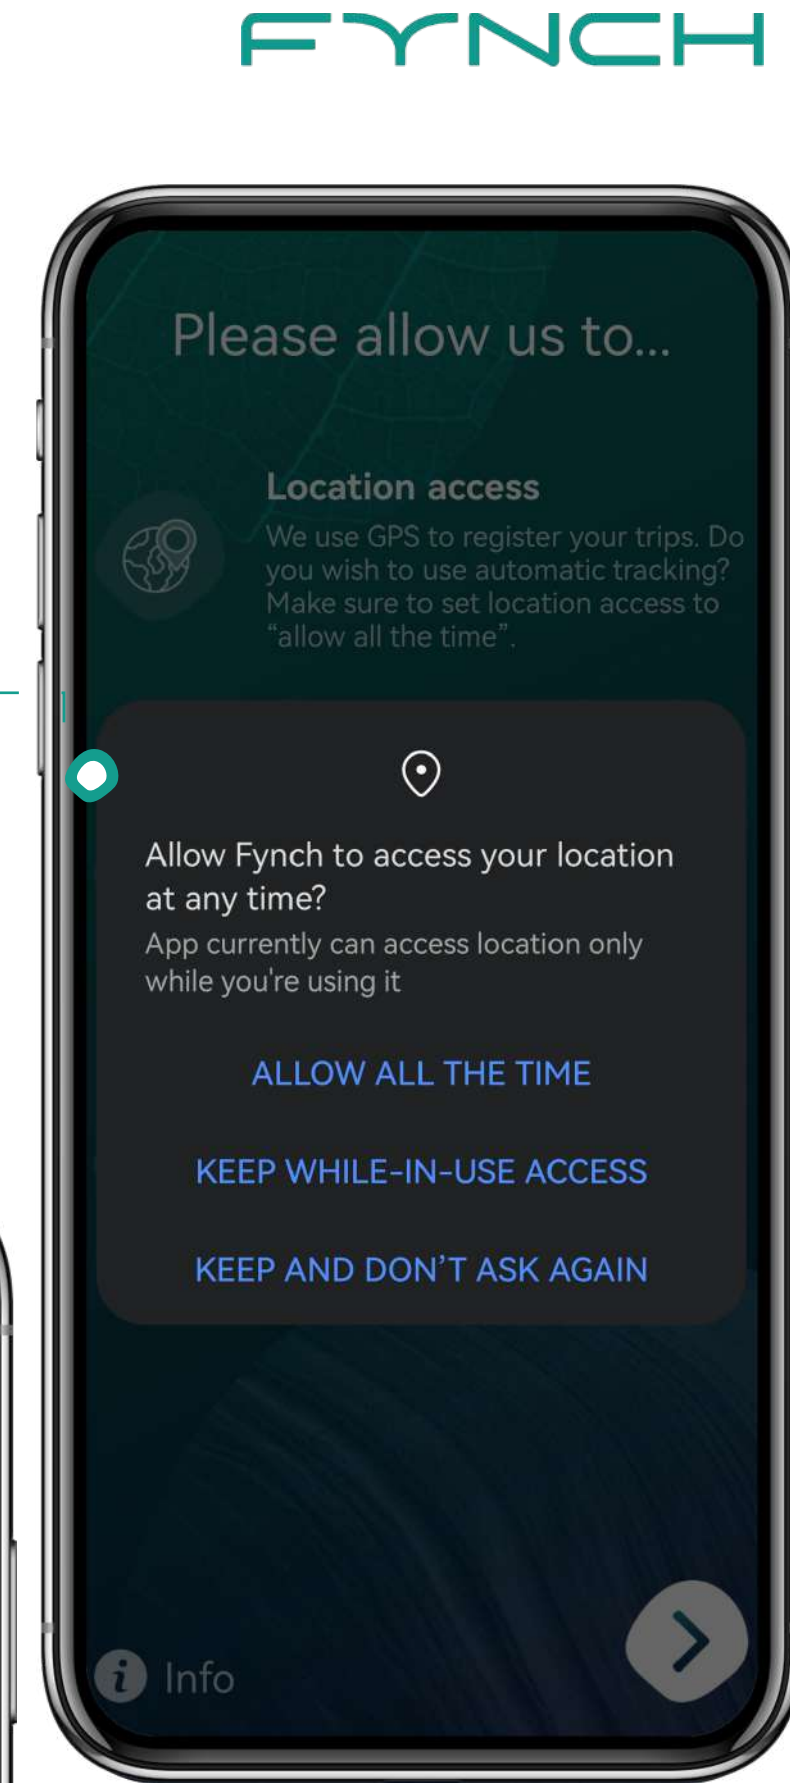 FYNCH
Please allow us to...
Location access
We use GPS to register your trips. Do
you wish to use automatic tracking?
Make sure to set location access to
“allow all the time”.
Allow Fynch to access your location
at any time?
App currently can access location only
while you're using it
ALLOW ALL THE TIME
KEEP WHILE-IN-USE ACCESS
KEEP AND DON’T ASK AGAIN
i Info